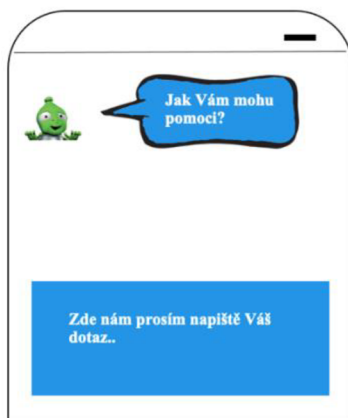 Jak Vám mohu
pomoci?
Zde nám prosím napiště Váš
dotaz..